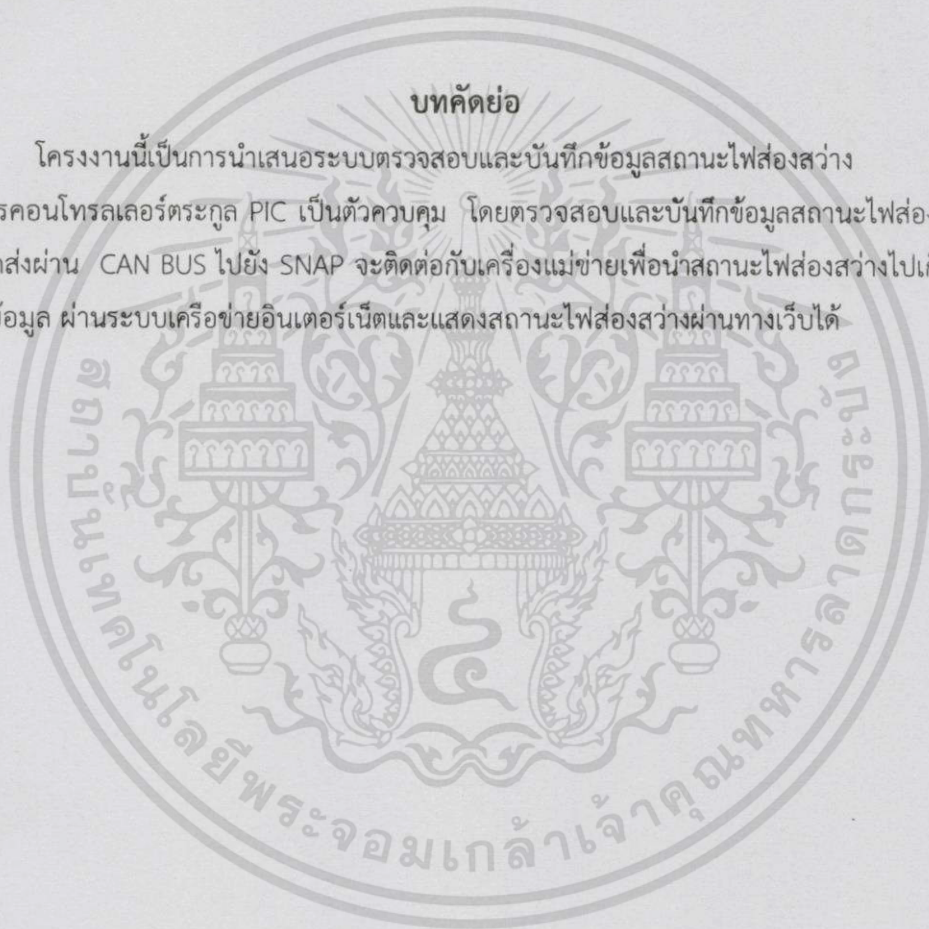 บทคัดย่อ
โครงงานนี้เป็นการนำเสนอระบบตรวจสอบและบันทึกข้อมูลสถานะไฟส่องสว่าง
รคอนโทรลเลอร์ตระกูล PIC เป็นตัวควบคุม โดยตรวจสอบและบันทึกข้อมูลสถานะไฟส่อง
ส่งผ่าน CAN BUS ไปยัง SNAP จะติดต่อกับเครื่องแม่ข่ายเพื่อนำสถานะไฟส่องสว่างไปเก
ข้อมูล ผ่านระบบเครือข่ายอินเตอร์เน็ตและแสดงสถานะไฟส่องสว่างผ่านทางเว็บได้
สถาบันเทคโนโลยีพระจอมเกล้าเจ้าคุณทหารลาดกระบัง